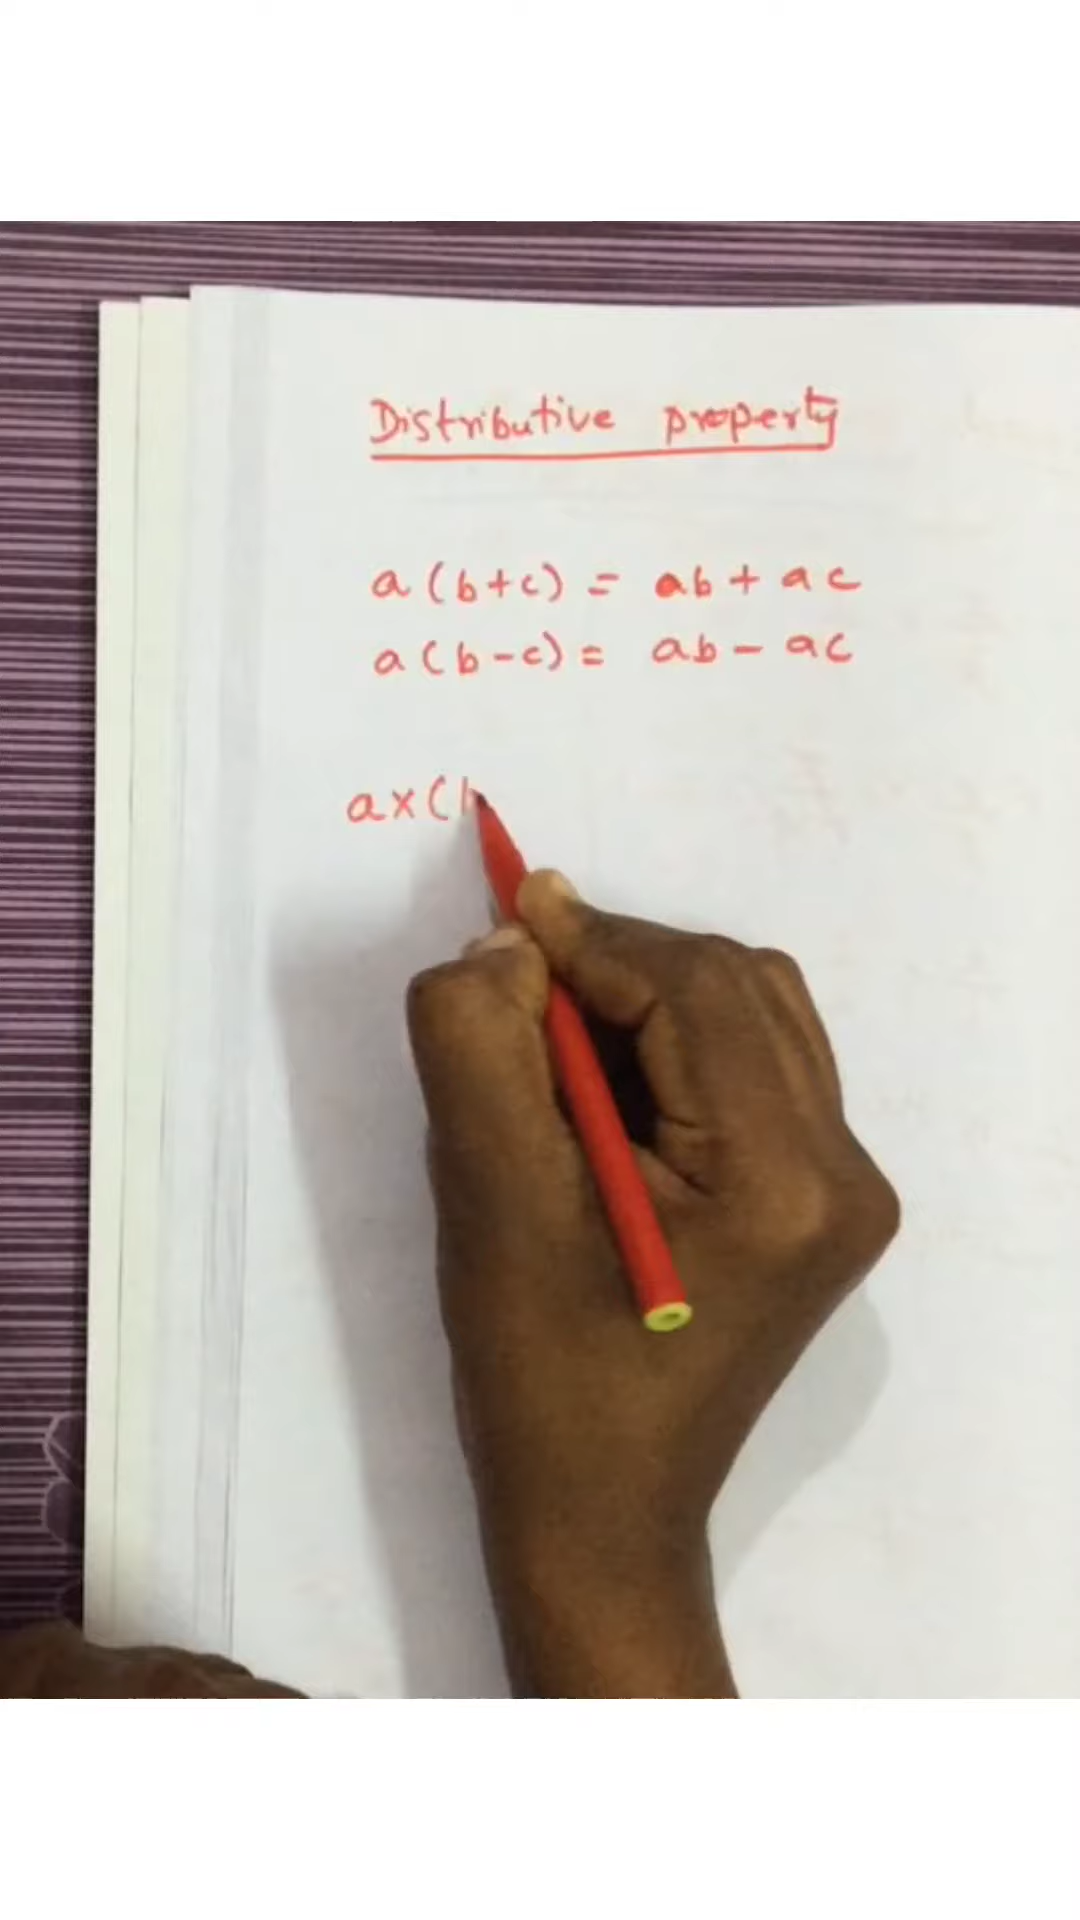 Distributive property
a (b+c) = ab + ac
a (b-c) = ab - ac
ax(b